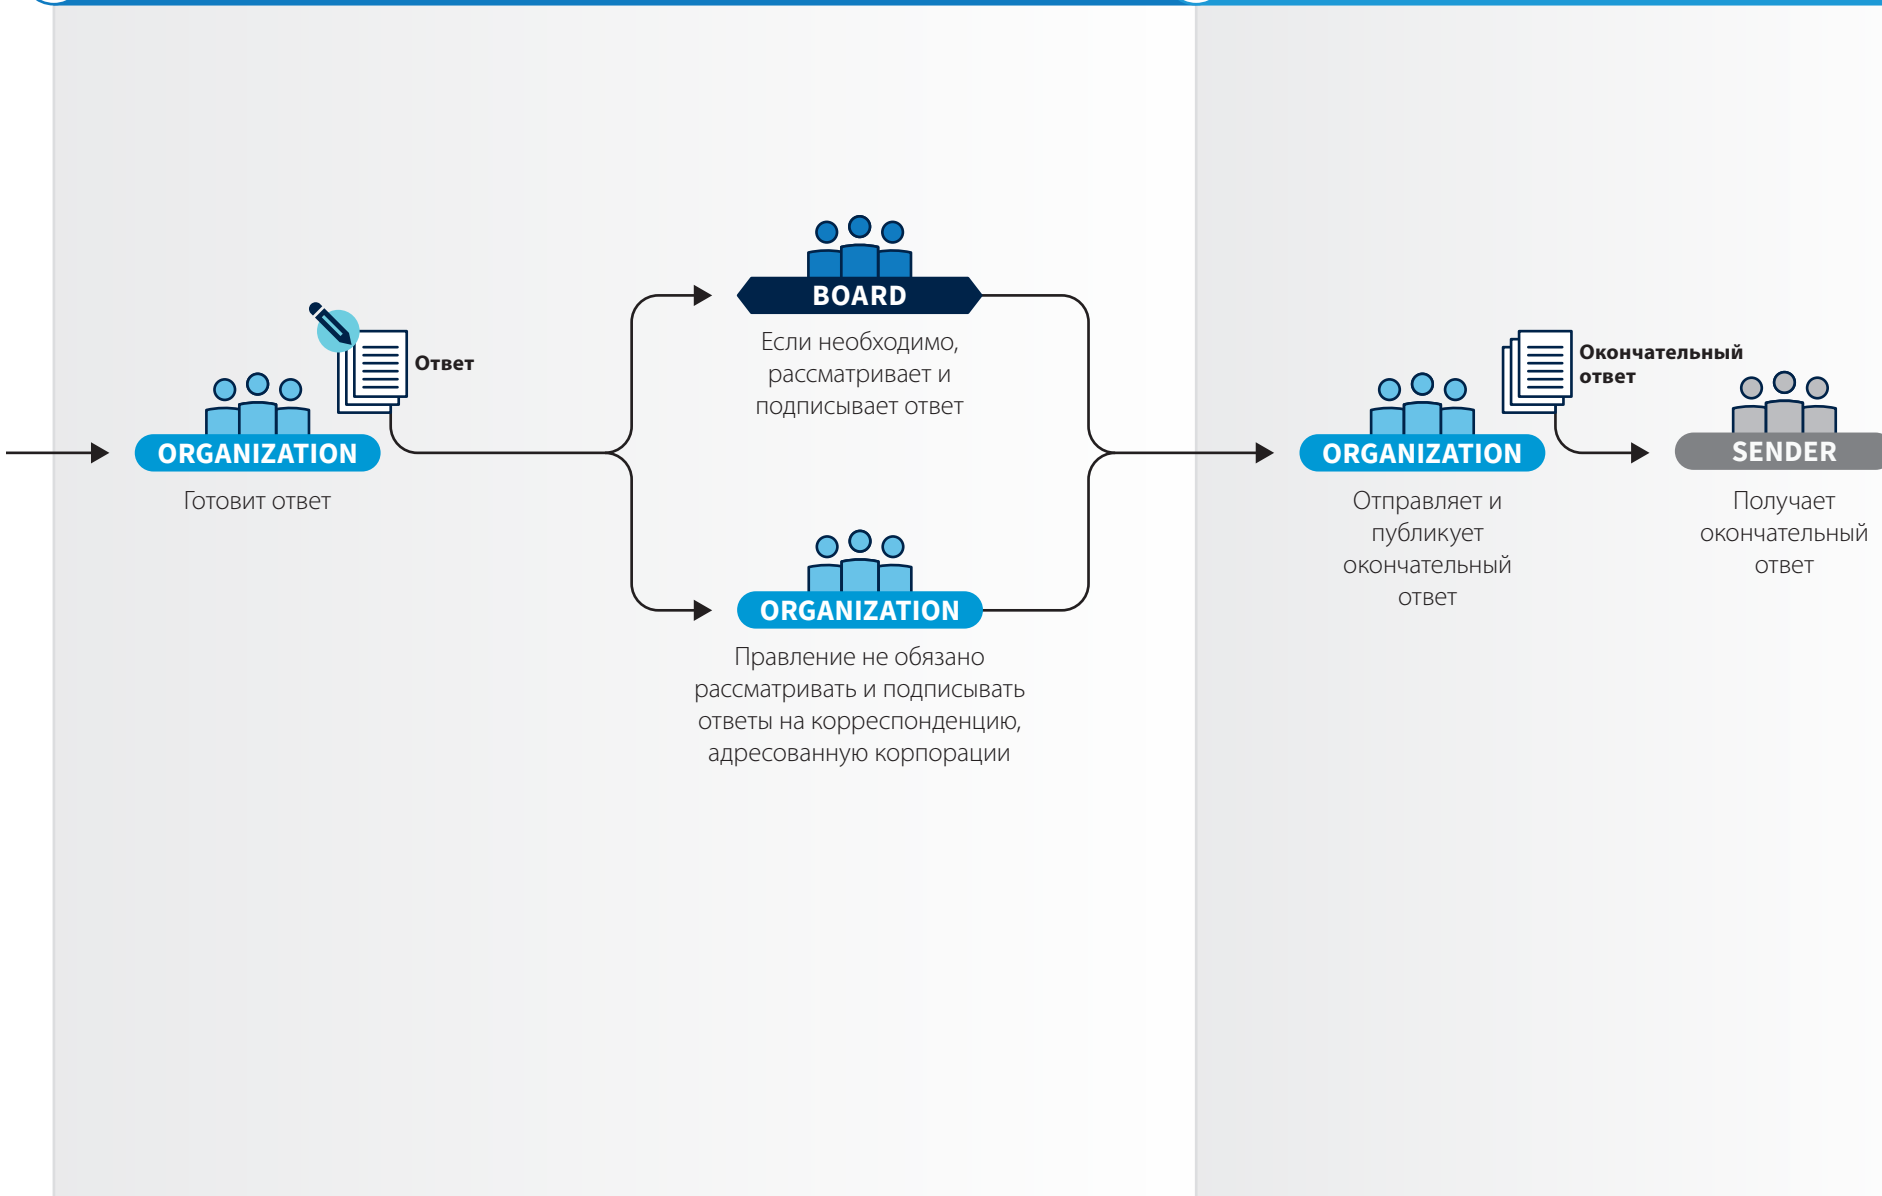 Ответ
ORGANIZATION
Готовит ответ
BOARD
Если необходимо,
рассматривает и
подписывает ответ
ORGANIZATION
Правление не обязано
рассматривать и подписывать
ответы на корреспонденцию,
адресованную корпорации
ORGANIZATION
Отправляет и
публикует
окончательный
ответ
Окончательный
ответ
SENDER
Получает
окончательный
ответ